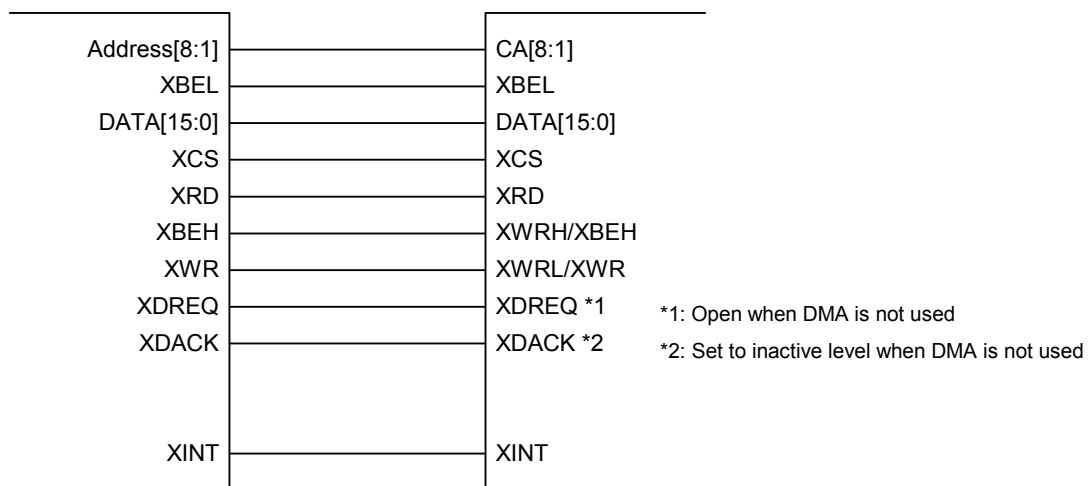 Address[8:1] CA[8:1]
XBEL XBEL
DATA[15:0] DATA[15:0]
XCS XCS
XRD XRD
XBEH XWRH/XBEH
XWR XWRL/XWR
XDREQ XDREQ *1 *1: Open when DMA is not used
XDACK XDACK *2 *2: Set to inactive level when DMA is not used
XINT XINT